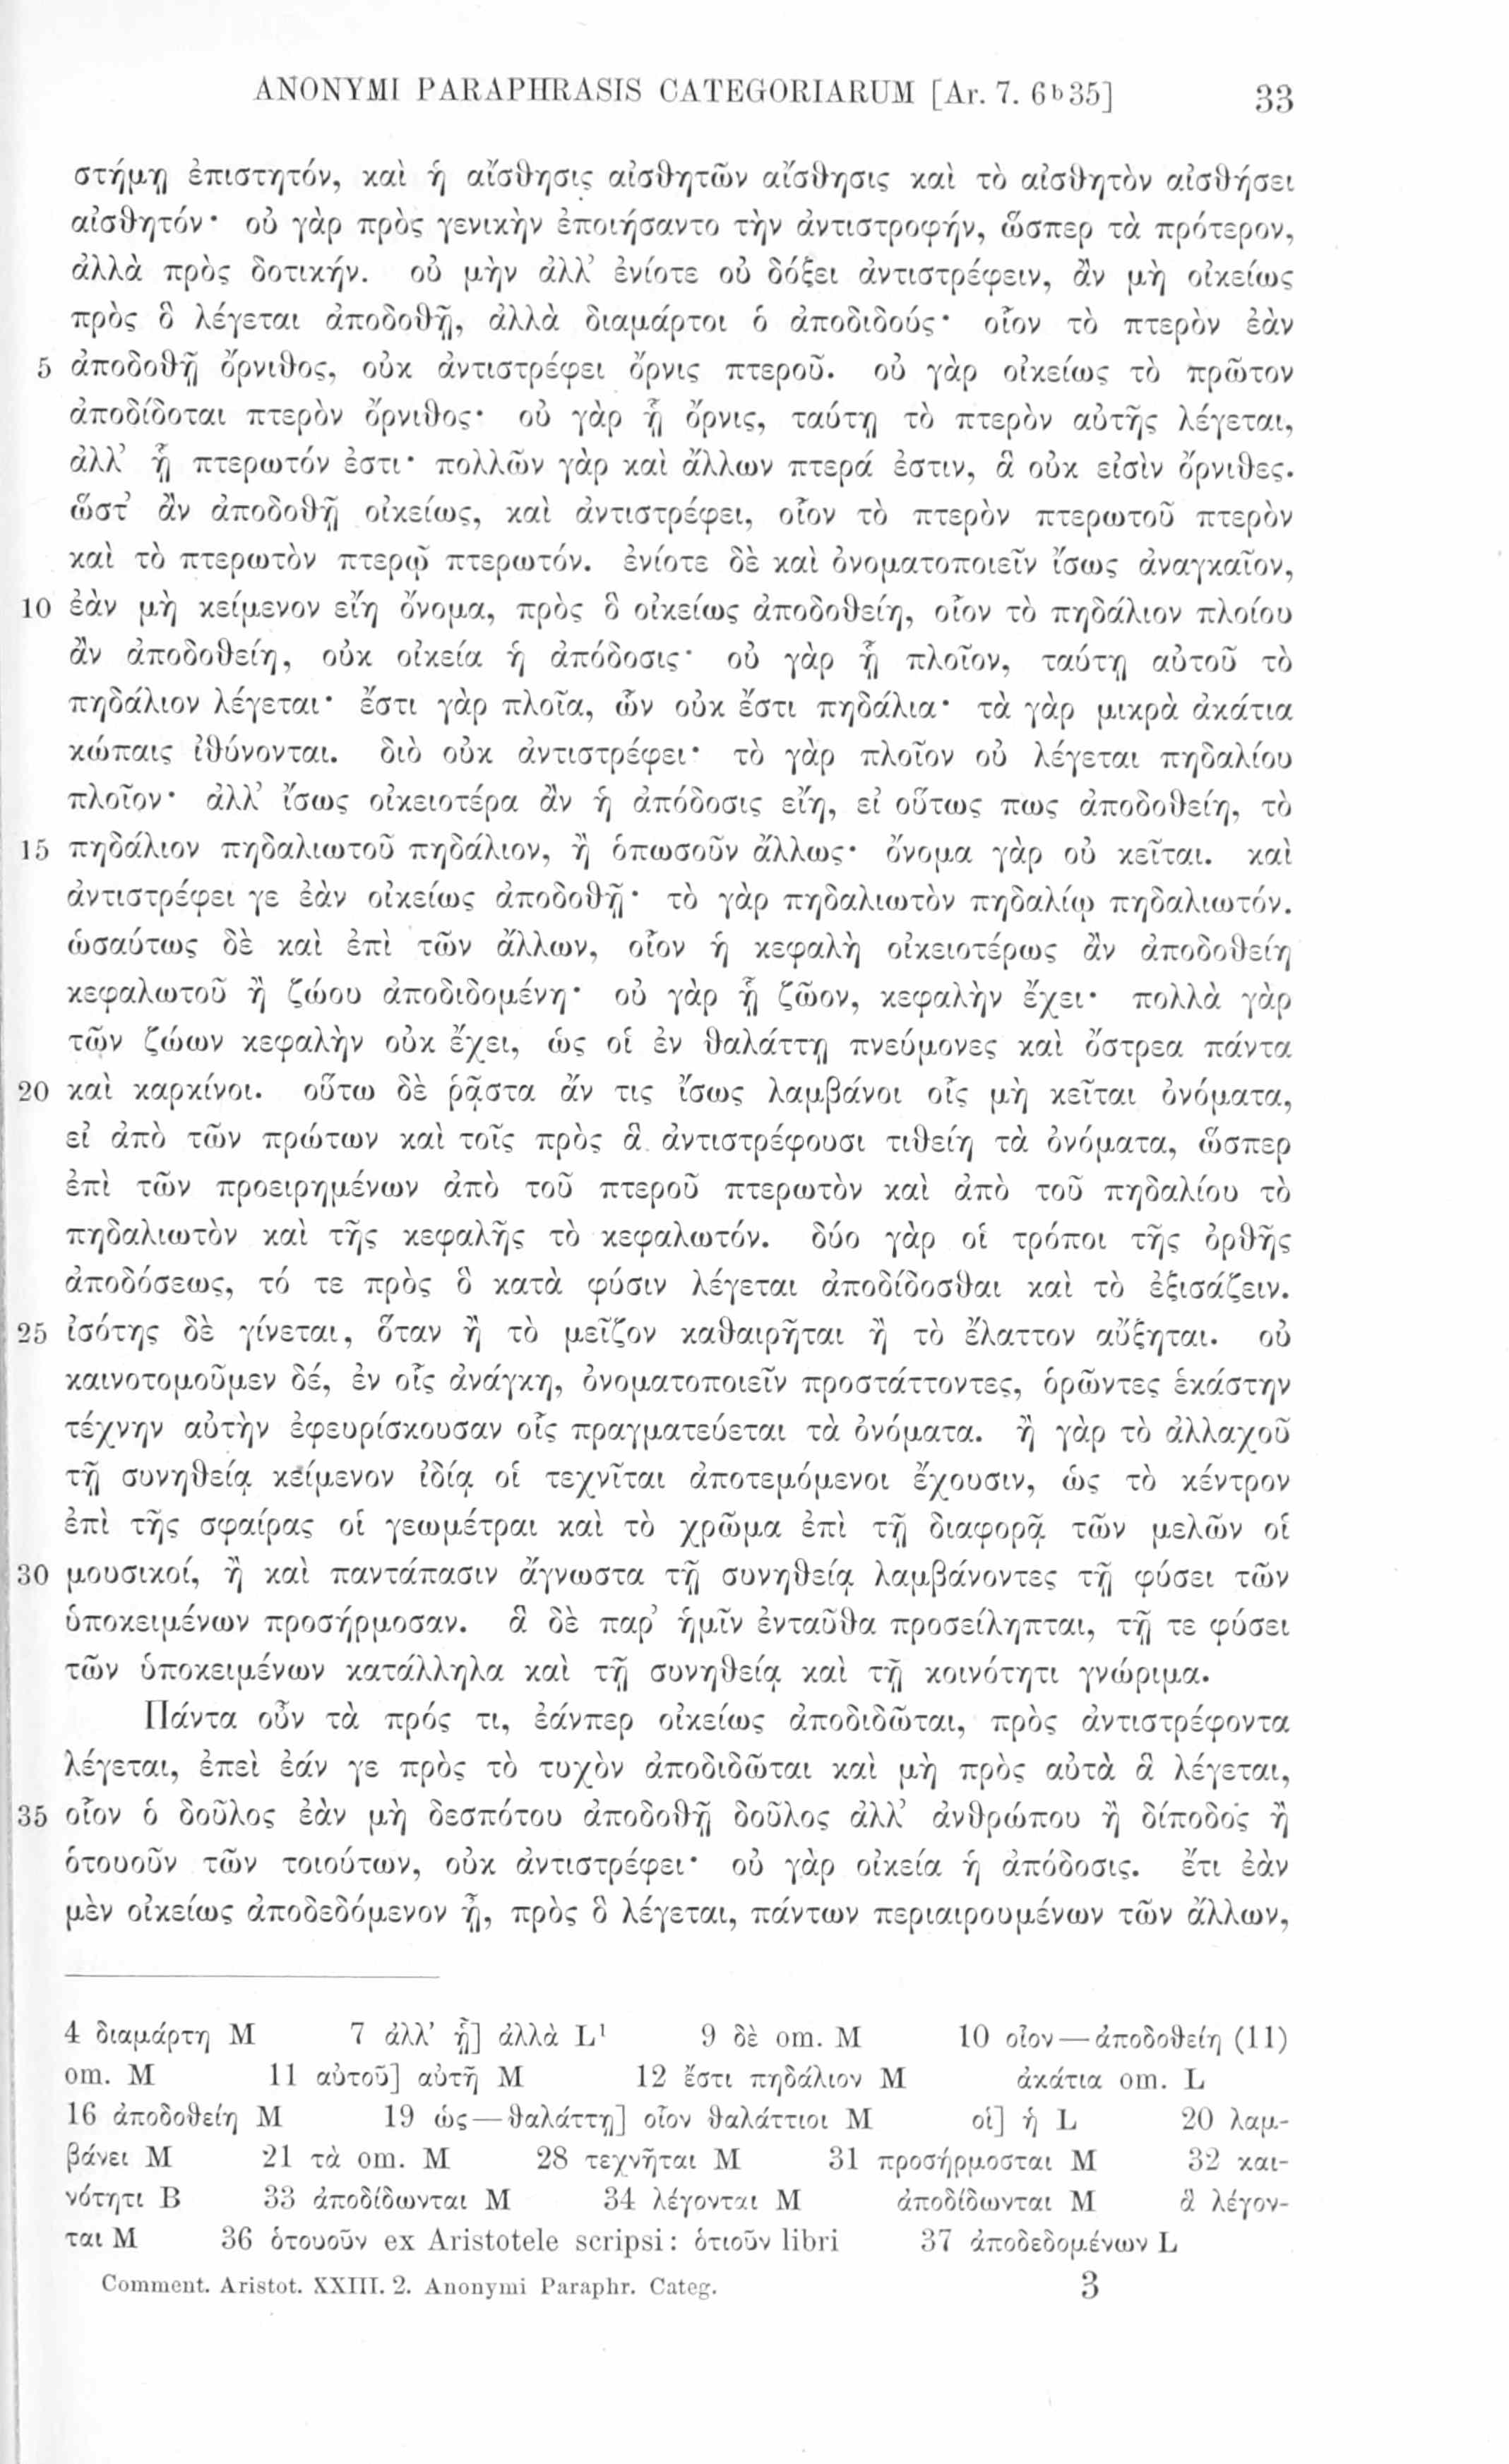 ANONYMI PARAPHRASIS CATEGORIARUM [Ar. 7. 6ᵇ35] 33
στήμῃ ἐπιστητόν, καὶ ἡ αἴσθησις αἰσθητῶν αἴσθησις καὶ τὸ αἰσθητὸν αἰσθήσει
αἰσθητόν· οὐ γὰρ πρὸς γενικὴν ἐποιήσαντο τὴν ἀντιστροφήν, ὥσπερ τὰ πρότερον,
ἀλλὰ πρὸς δοτικήν. οὐ μὴν ἀλλ’ ἐνίοτε οὐ δόξει ἀντιστρέφειν, ἂν μὴ οἰκείως
πρὸς ὃ λέγεται ἀποδοθῇ, ἀλλὰ διαμάρτοι ὁ ἀποδιδούς· οἷον τὸ πτερὸν ἐὰν
5 ἀποδοθῇ ὄρνιθος, οὐκ ἀντιστρέφει ὄρνις πτεροῦ. οὐ γὰρ οἰκείως τὸ πρῶτον
ἀποδίδοται πτερὸν ὄρνιθος· οὐ γὰρ ᾗ ὄρνις, ταύτῃ τὸ πτερὸν αὐτῆς λέγεται,
ἀλλ’ ᾗ πτερωτόν ἐστι· πολλῶν γὰρ καὶ ἄλλων πτερά ἐστιν, ἃ οὐκ εἰσὶν ὄρνιθες.
ὥστ’ ἂν ἀποδοθῇ οἰκείως, καὶ ἀντιστρέφει, οἷον τὸ πτερὸν πτερωτοῦ πτερὸν
καὶ τὸ πτερωτὸν πτερῷ πτερωτόν. ἐνίοτε δὲ καὶ ὀνοματοποιεῖν ἴσως ἀναγκαῖον,
10 ἐὰν μὴ κείμενον εἴη ὄνομα, πρὸς ὃ οἰκείως ἀποδοθείη, οἷον τὸ πηδάλιον πλοίου
ἂν ἀποδοθείη, οὐκ οἰκεία ἡ ἀπόδοσις· οὐ γὰρ ᾗ πλοῖον, ταύτῃ αὐτοῦ τὸ
πηδάλιον λέγεται· ἔστι γὰρ πλοῖα, ὧν οὐκ ἔστι πηδάλια· τὰ γὰρ μικρὰ ἀκάτια
κώπαις ἰθύνονται. διὸ οὐκ ἀντιστρέφει· τὸ γὰρ πλοῖον οὐ λέγεται πηδαλίου
πλοῖον· ἀλλ’ ἴσως οἰκειοτέρα ἂν ἡ ἀπόδοσις εἴη, εἰ οὕτως πως ἀποδοθείη, τὸ
15 πηδάλιον πηδαλιωτοῦ πηδάλιον, ἢ ὁπωσοῦν ἄλλως· ὄνομα γὰρ οὐ κεῖται. καὶ
ἀντιστρέφει γε ἐὰν οἰκείως ἀποδοθῇ· τὸ γὰρ πηδαλιωτὸν πηδαλίῳ πηδαλιωτόν.
ὡσαύτως δὲ καὶ ἐπὶ τῶν ἄλλων, οἷον ἡ κεφαλὴ οἰκειοτέρως ἂν ἀποδοθείη
κεφαλωτοῦ ἢ ζώου ἀποδιδομένη· οὐ γὰρ ᾗ ζῶον, κεφαλὴν ἔχει· πολλὰ γὰρ
τῶν ζώων κεφαλὴν οὐκ ἔχει, ὡς οἱ ἐν θαλάττῃ πνεύμονες καὶ ὄστρεα πάντα
20 καὶ καρκίνοι. οὕτω δὲ ῥᾷστα ἄν τις ἴσως λαμβάνοι οἷς μὴ κεῖται ὀνόματα,
εἰ ἀπὸ τῶν πρώτων καὶ τοῖς πρὸς ἃ ἀντιστρέφουσι τιθείη τὰ ὀνόματα, ὥσπερ
ἐπὶ τῶν προειρημένων ἀπὸ τοῦ πτεροῦ πτερωτὸν καὶ ἀπὸ τοῦ πηδαλίου τὸ
πηδαλιωτὸν καὶ τῆς κεφαλῆς τὸ κεφαλωτόν. δύο γὰρ οἱ τρόποι τῆς ὀρθῆς
ἀποδόσεως, τό τε πρὸς ὃ κατὰ φύσιν λέγεται ἀποδίδοσθαι καὶ τὸ ἐξισάζειν.
25 ἰσότης δὲ γίνεται, ὅταν ἢ τὸ μεῖζον καθαιρῆται ἢ τὸ ἔλαττον αὔξηται. οὐ
καινοτομοῦμεν δέ, ἐν οἷς ἀνάγκη, ὀνοματοποιεῖν προστάττοντες, ὁρῶντες ἑκάστην
τέχνην αὐτὴν ἐφευρίσκουσαν οἷς πραγματεύεται τὰ ὀνόματα. ἢ γὰρ τὸ ἀλλαχοῦ
τῇ συνηθείᾳ κείμενον ἰδίᾳ οἱ τεχνῖται ἀποτεμόμενοι ἔχουσιν, ὡς τὸ κέντρον
ἐπὶ τῆς σφαίρας οἱ γεωμέτραι καὶ τὸ χρῶμα ἐπὶ τῇ διαφορᾷ τῶν μελῶν οἱ
30 μουσικοί, ἢ καὶ παντάπασιν ἄγνωστα τῇ συνηθείᾳ λαμβάνοντες τῇ φύσει τῶν
ὑποκειμένων προσήρμοσαν. ἃ δὲ παρ’ ἡμῖν ἐνταῦθα προσείληπται, τῇ τε φύσει
τῶν ὑποκειμένων κατάλληλα καὶ τῇ συνηθείᾳ καὶ τῇ κοινότητι γνώριμα.
Πάντα οὖν τὰ πρός τι, ἐάνπερ οἰκείως ἀποδιδῶται, πρὸς ἀντιστρέφοντα
λέγεται, ἐπεὶ ἐάν γε πρὸς τὸ τυχὸν ἀποδιδῶται καὶ μὴ πρὸς αὐτὰ ἃ λέγεται,
35 οἷον ὁ δοῦλος ἐὰν μὴ δεσπότου ἀποδοθῇ δοῦλος ἀλλ’ ἀνθρώπου ἢ δίποδος ἢ
ὁτουοῦν τῶν τοιούτων, οὐκ ἀντιστρέφει· οὐ γὰρ οἰκεία ἡ ἀπόδοσις. ἔτι ἐὰν
μὲν οἰκείως ἀποδεδόμενον ᾖ, πρὸς ὃ λέγεται, πάντων περιαιρουμένων τῶν ἄλλων,
4 διαμάρτη M 7 ἀλλ’ ᾗ] ἀλλὰ L¹ 9 δὲ om. M 10 οἷον—ἀποδοθείη (11)
om. M 11 αὐτοῦ] αὐτῇ M 12 ἔστι πηδάλιον M ἀκάτια om. L
16 ἀποδοθείη M 19 ὡς—θαλάττῃ] οἷον θαλάττιοι M οἱ] ἡ L 20 λαμ-
βάνει M 21 τὰ om. M 28 τεχνῆται M 31 προσήρμοσται M 32 και-
νότητι B 33 ἀποδίδωνται M 34 λέγονται M ἀποδίδωνται M ἃ λέγον-
ται M 36 ὁτουοῦν ex Aristotele scripsi: ὁτιοῦν libri 37 ἀποδεδομένων L
Comment. Aristot. XXIII. 2. Anonymi Paraphr. Categ. 3